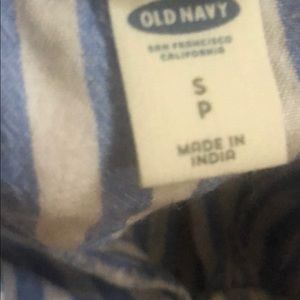 OLD NAVY
SAN FRANCISCO
CALIFORNIA
S
P
MADE IN
INDIA